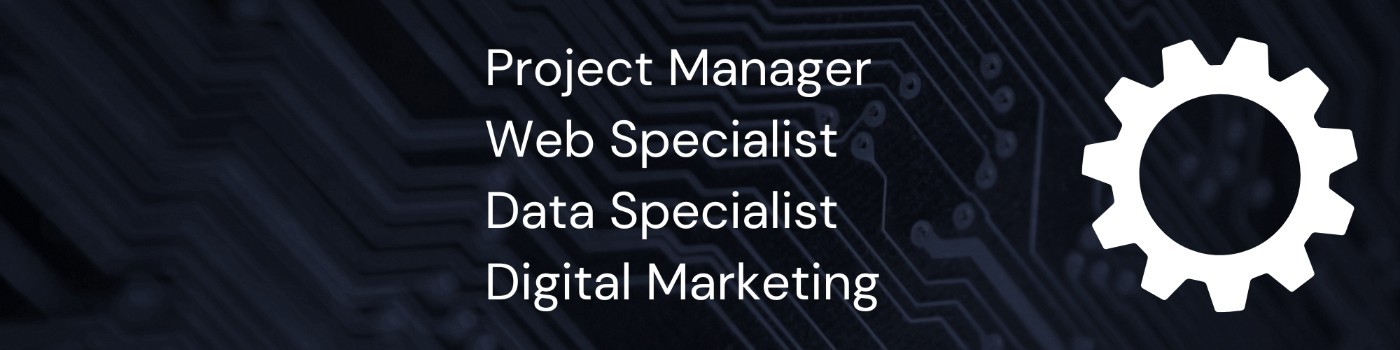 Project Manager
Web Specialist
Data Specialist
Digital Marketing